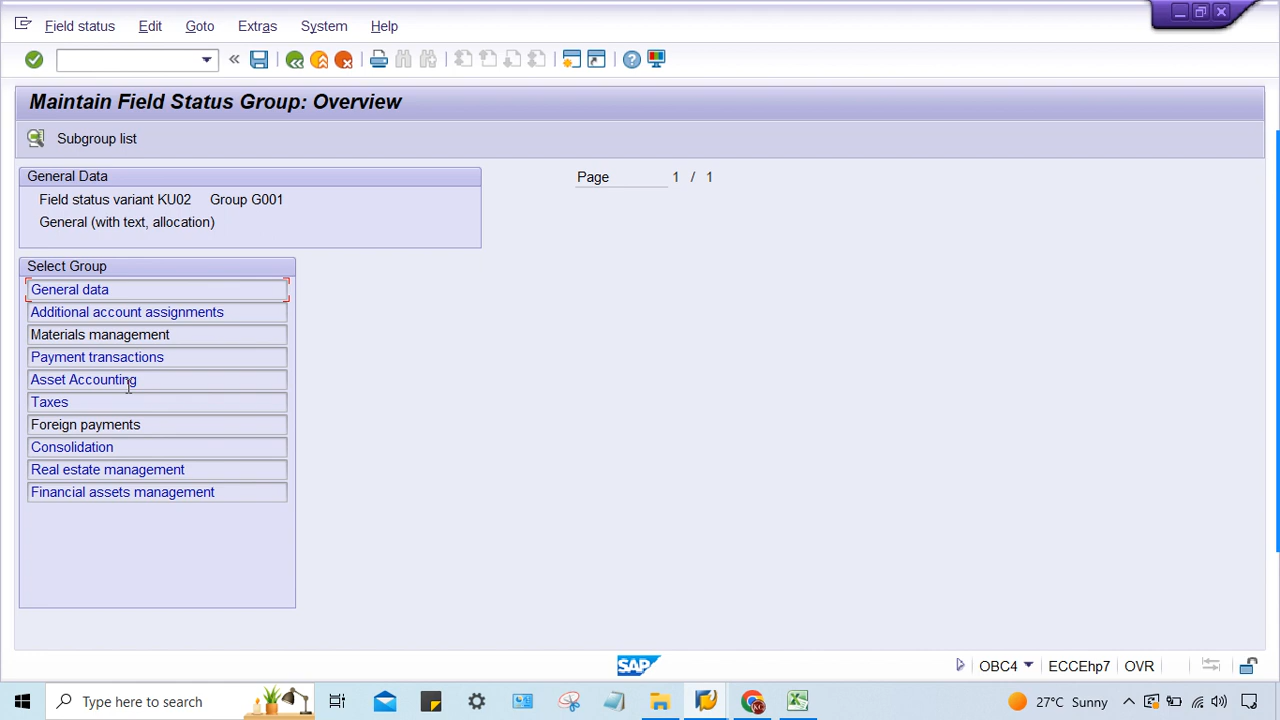 Field status Edit Goto Extras System Help
Maintain Field Status Group: Overview
Subgroup list
General Data
Field status variant KU02 Group G001
General (with text, allocation)
Page 1 / 1
Select Group
General data
Additional account assignments
Materials management
Payment transactions
Asset Accounting
Taxes
Foreign payments
Consolidation
Real estate management
Financial assets management
SAP
OBC4 ECCEhp7 OVR
Type here to search
27°C Sunny